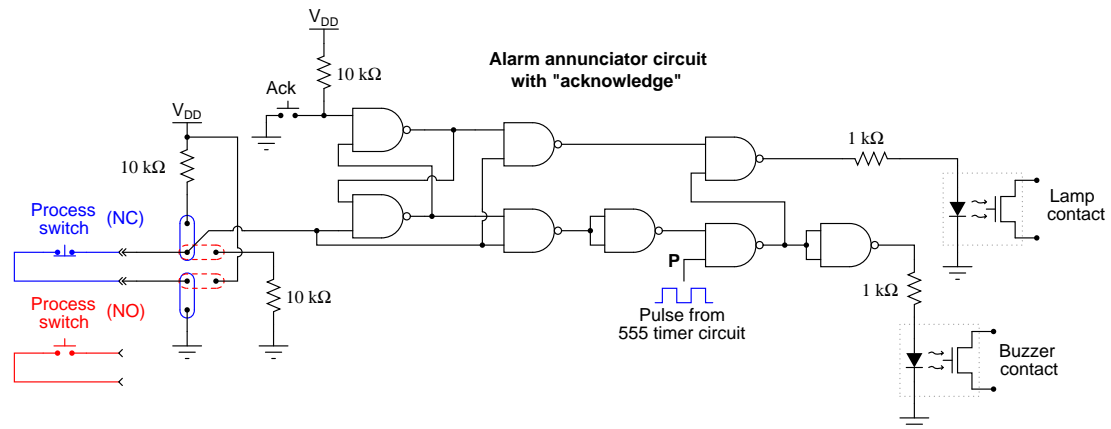 V_DD
Alarm annunciator circuit
with "acknowledge"
10 kΩ
Ack
V_DD
10 kΩ
1 kΩ
Process
switch
(NC)
Lamp
contact
P
10 kΩ
1 kΩ
Process
switch
(NO)
Pulse from
555 timer circuit
Buzzer
contact